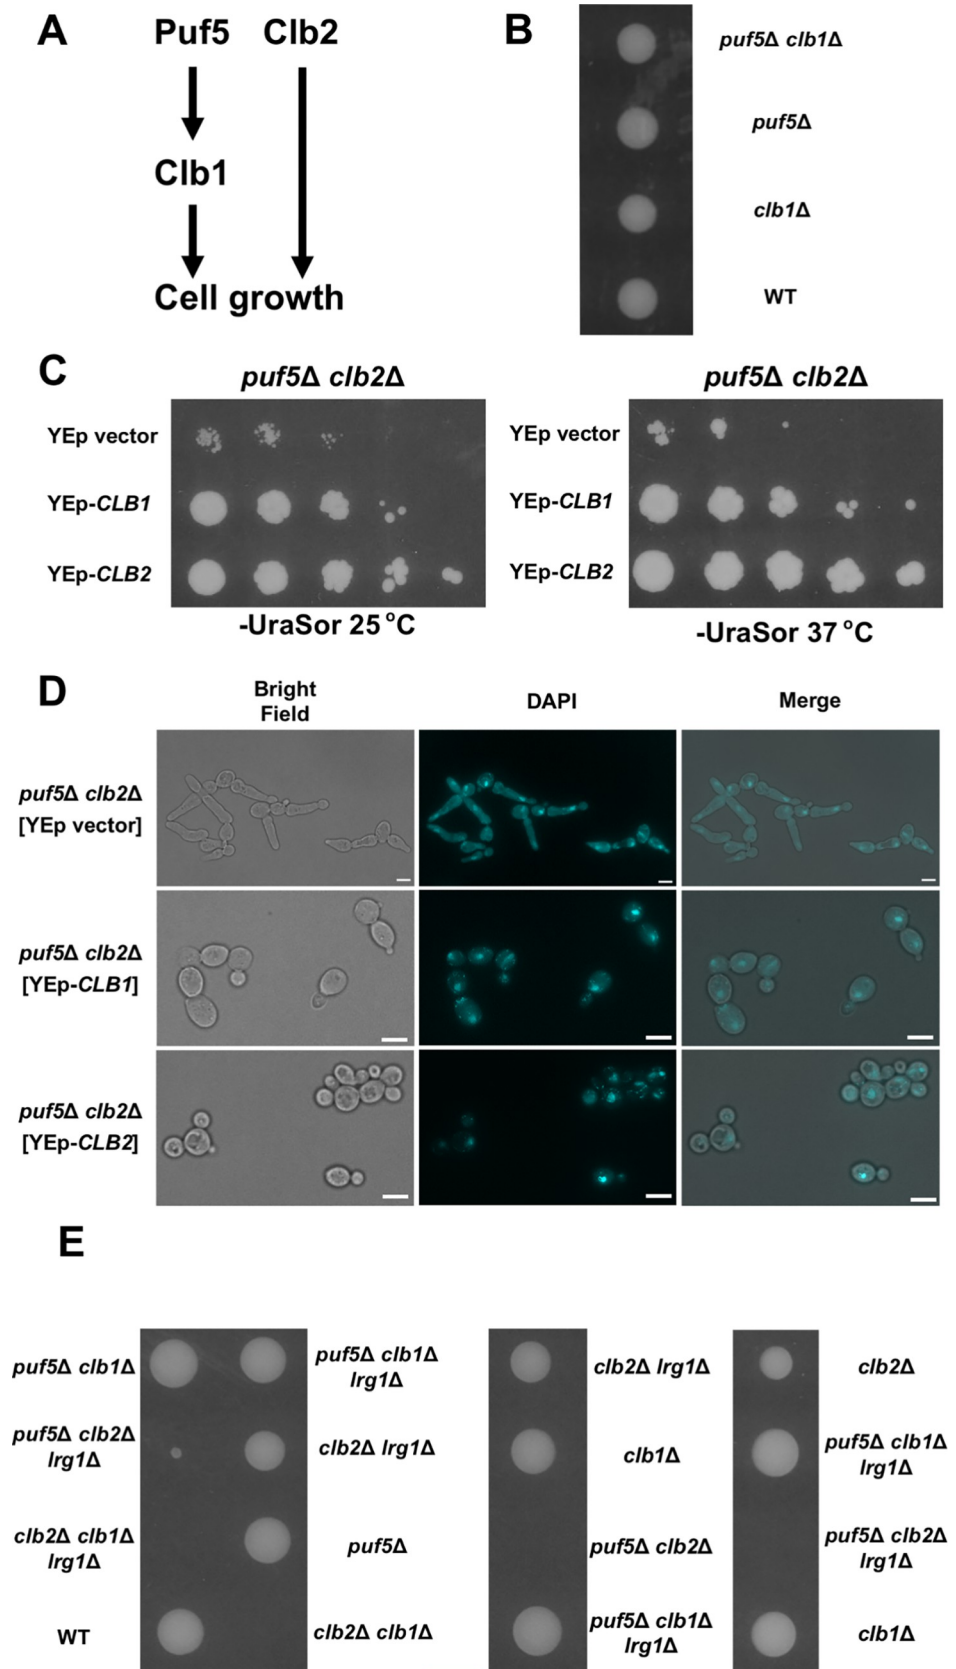 A
Puf5 Clb2
Clb1
Cell growth
B
puf5Δ clb1Δ
puf5Δ
clb1Δ
WT
C
puf5Δ clb2Δ
YEp vector
YEp-CLB1
YEp-CLB2
-UraSor 25 °C
puf5Δ clb2Δ
YEp vector
YEp-CLB1
YEp-CLB2
-UraSor 37 °C
D
Bright
Field
DAPI
Merge
puf5Δ clb2Δ
[YEp vector]
puf5Δ clb2Δ
[YEp-CLB1]
puf5Δ clb2Δ
[YEp-CLB2]
E
puf5Δ clb1Δ
puf5Δ clb2Δ
lrg1Δ
clb2Δ clb1Δ
lrg1Δ
WT
puf5Δ clb1Δ
lrg1Δ
clb2Δ lrg1Δ
puf5Δ
clb2Δ clb1Δ
clb2Δ lrg1Δ
clb1Δ
puf5Δ clb2Δ
puf5Δ clb1Δ
lrg1Δ
clb2Δ
puf5Δ clb1Δ
lrg1Δ
puf5Δ clb2Δ
lrg1Δ
clb1Δ